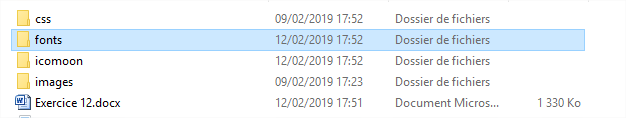 css 09/02/2019 17:52 Dossier de fichiers
fonts 12/02/2019 17:52 Dossier de fichiers
icomoon 12/02/2019 17:52 Dossier de fichiers
images 09/02/2019 17:23 Dossier de fichiers
Exercice 12.docx 12/02/2019 17:51 Document Micros... 1 330 Ko